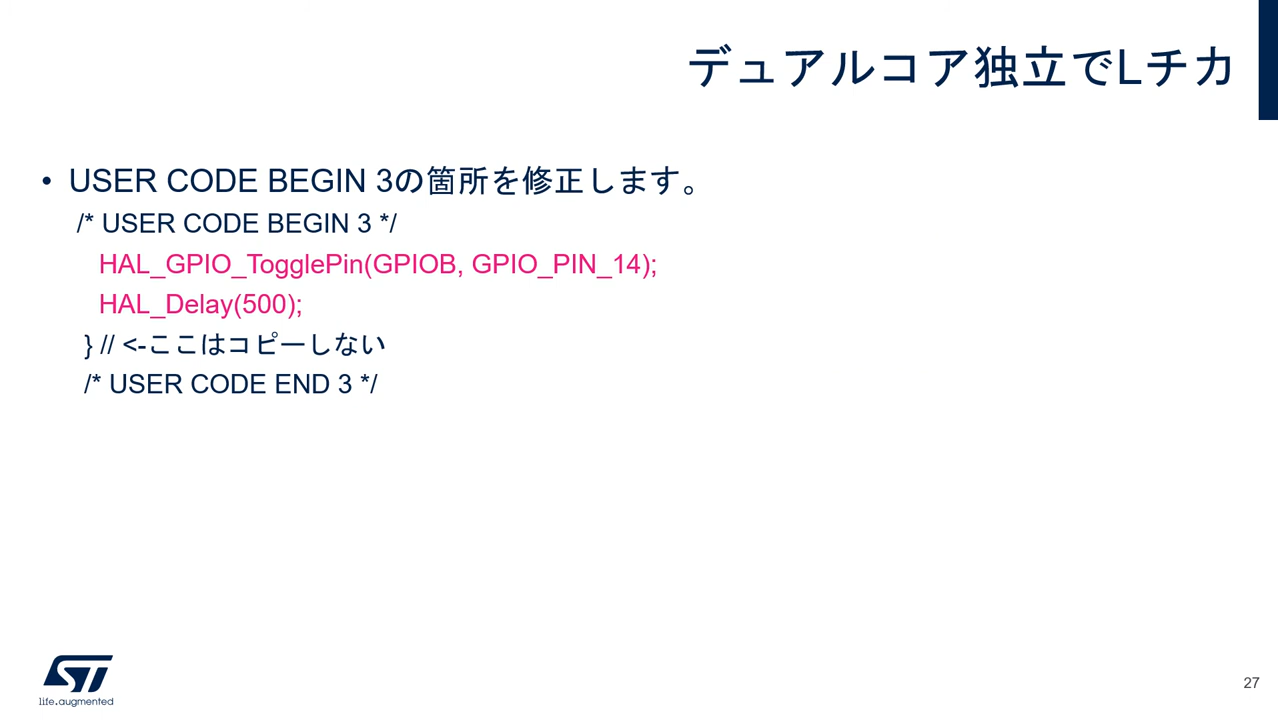 デュアルコア独立でLチカ
• USER CODE BEGIN 3の箇所を修正します。
/* USER CODE BEGIN 3 */
HAL_GPIO_TogglePin(GPIOB, GPIO_PIN_14);
HAL_Delay(500);
} // <-ここはコピーしない
/* USER CODE END 3 */
ST
life.augmented
27